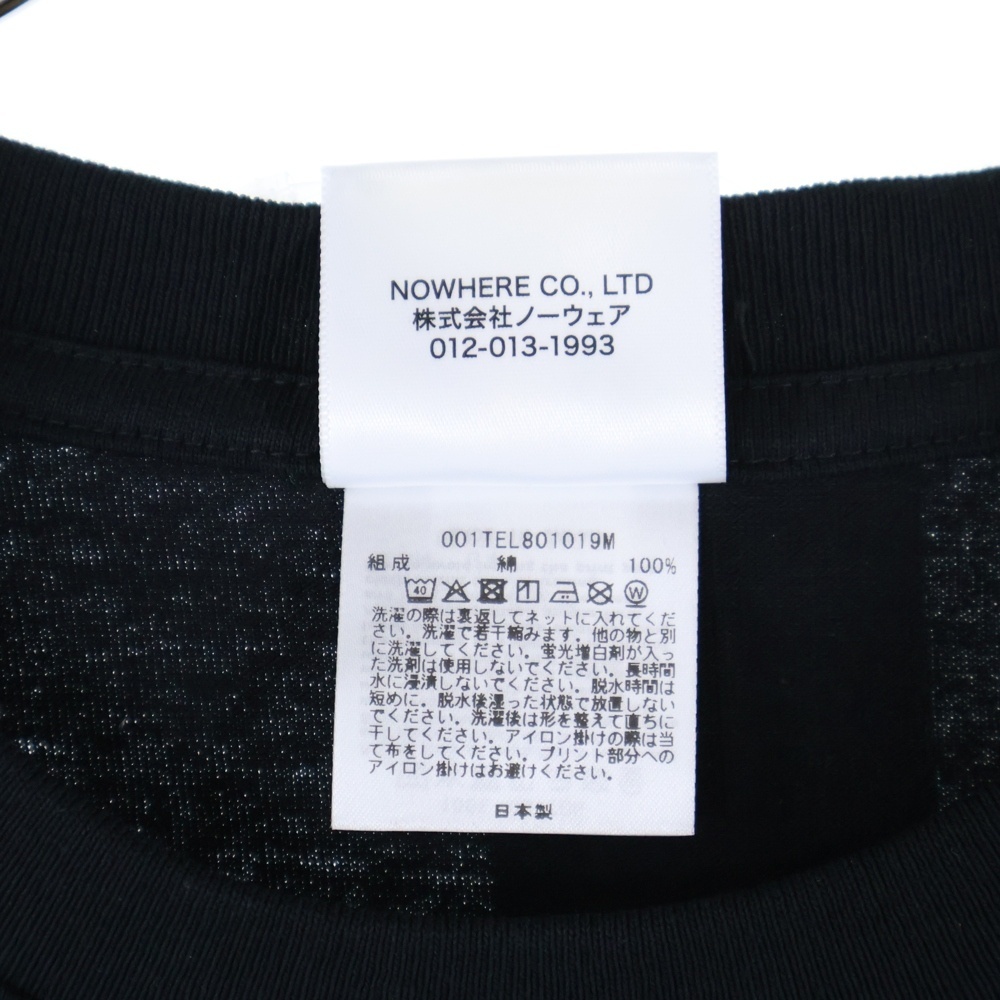 NOWHERE CO., LTD
株式会社ノーウェア
012-013-1993
001TEL801019M
組成 綿 100%
40 W
洗濯の際は裏返してネットに入れてくだ
さい。洗濯で若干縮みます。他の物と別
に洗濯してください。蛍光増白剤が入っ
た洗剤は使用しないでください。長時間
水に浸漬しないでください。脱水時間は
短めに。脱水後湿った状態で放置しない
でください。洗濯後は形を整えて直ちに
干してください。アイロン掛けの際は当
て布をしてください。プリント部分への
アイロン掛けはお避けください。
日本製